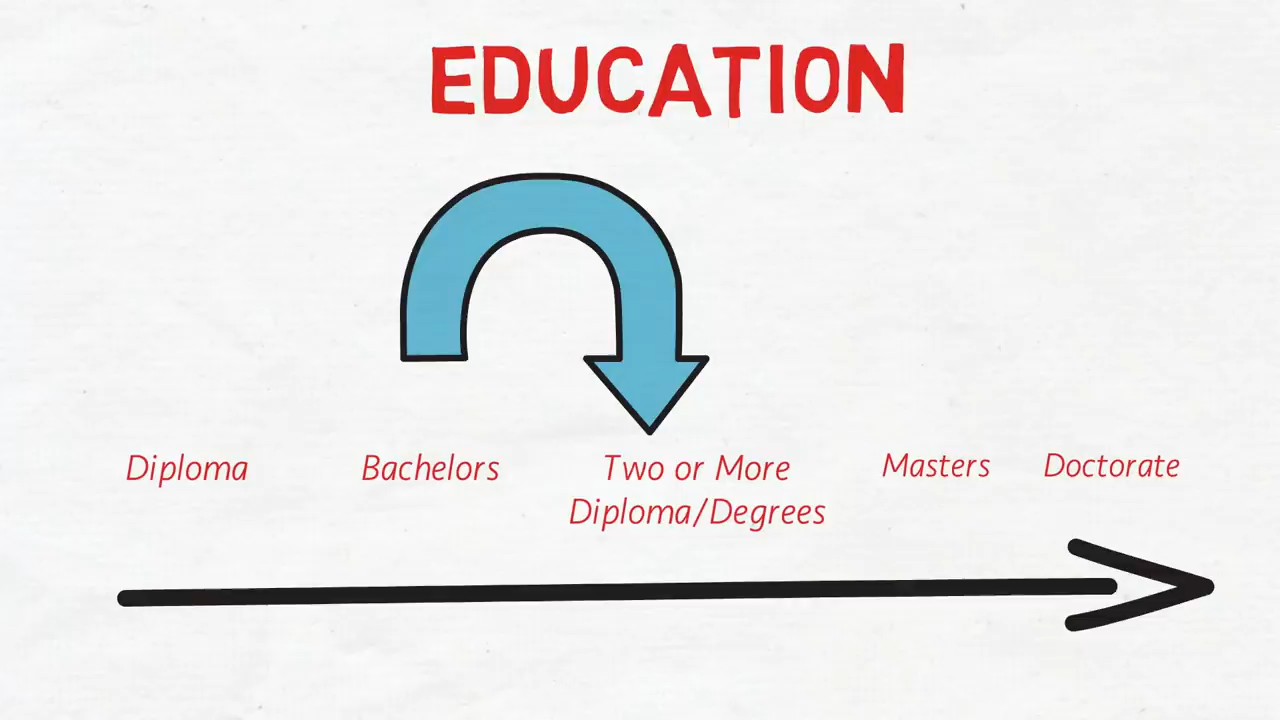 EDUCATION
Diploma
Bachelors
Two or More
Diploma/Degrees
Masters
Doctorate